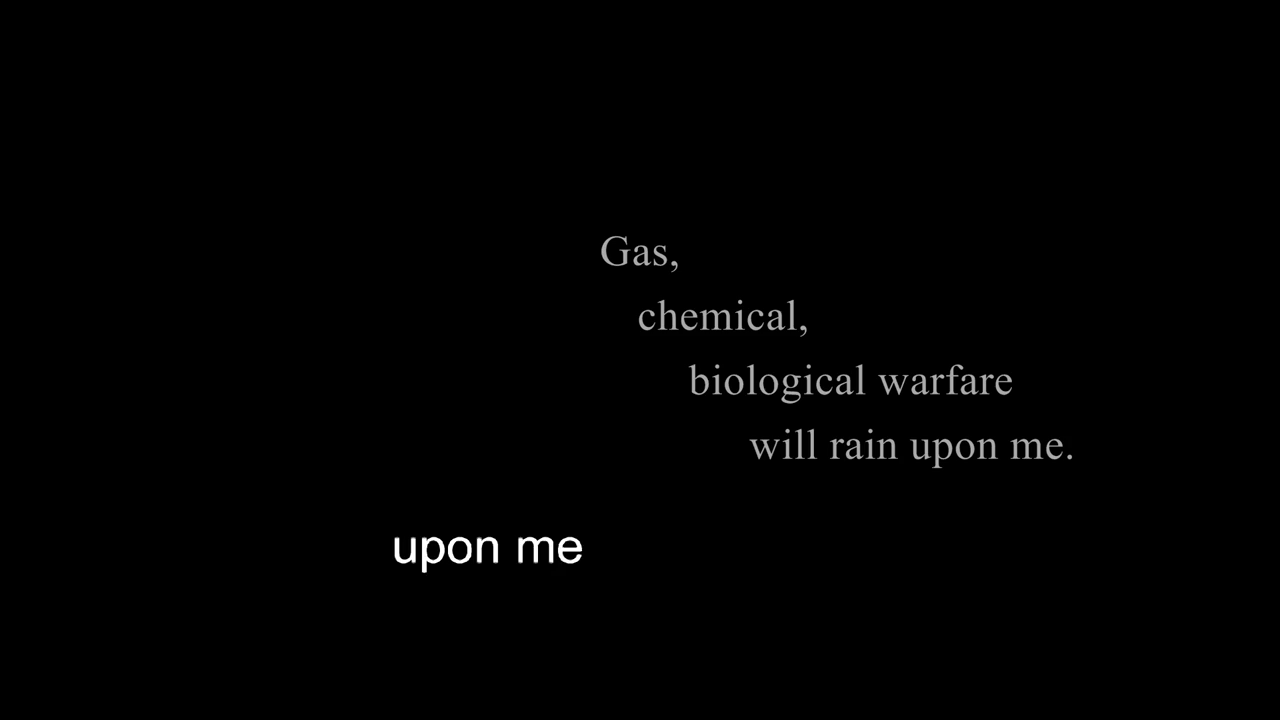 Gas,
chemical,
biological warfare
will rain upon me.
upon me